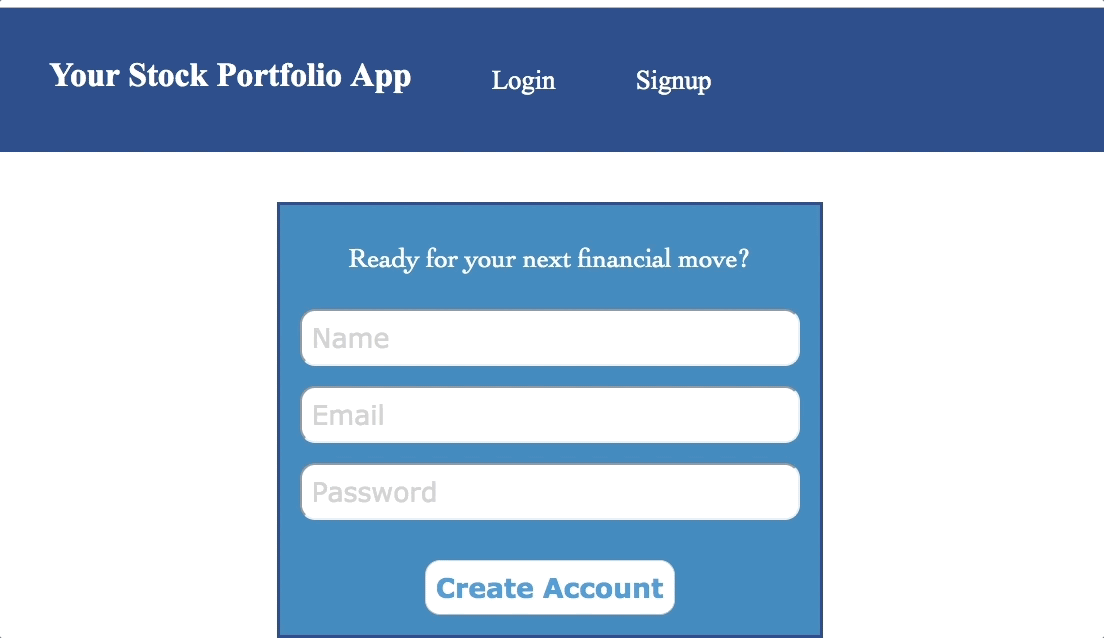 Your Stock Portfolio App Login Signup
Ready for your next financial move?
Name
Email
Password
Create Account